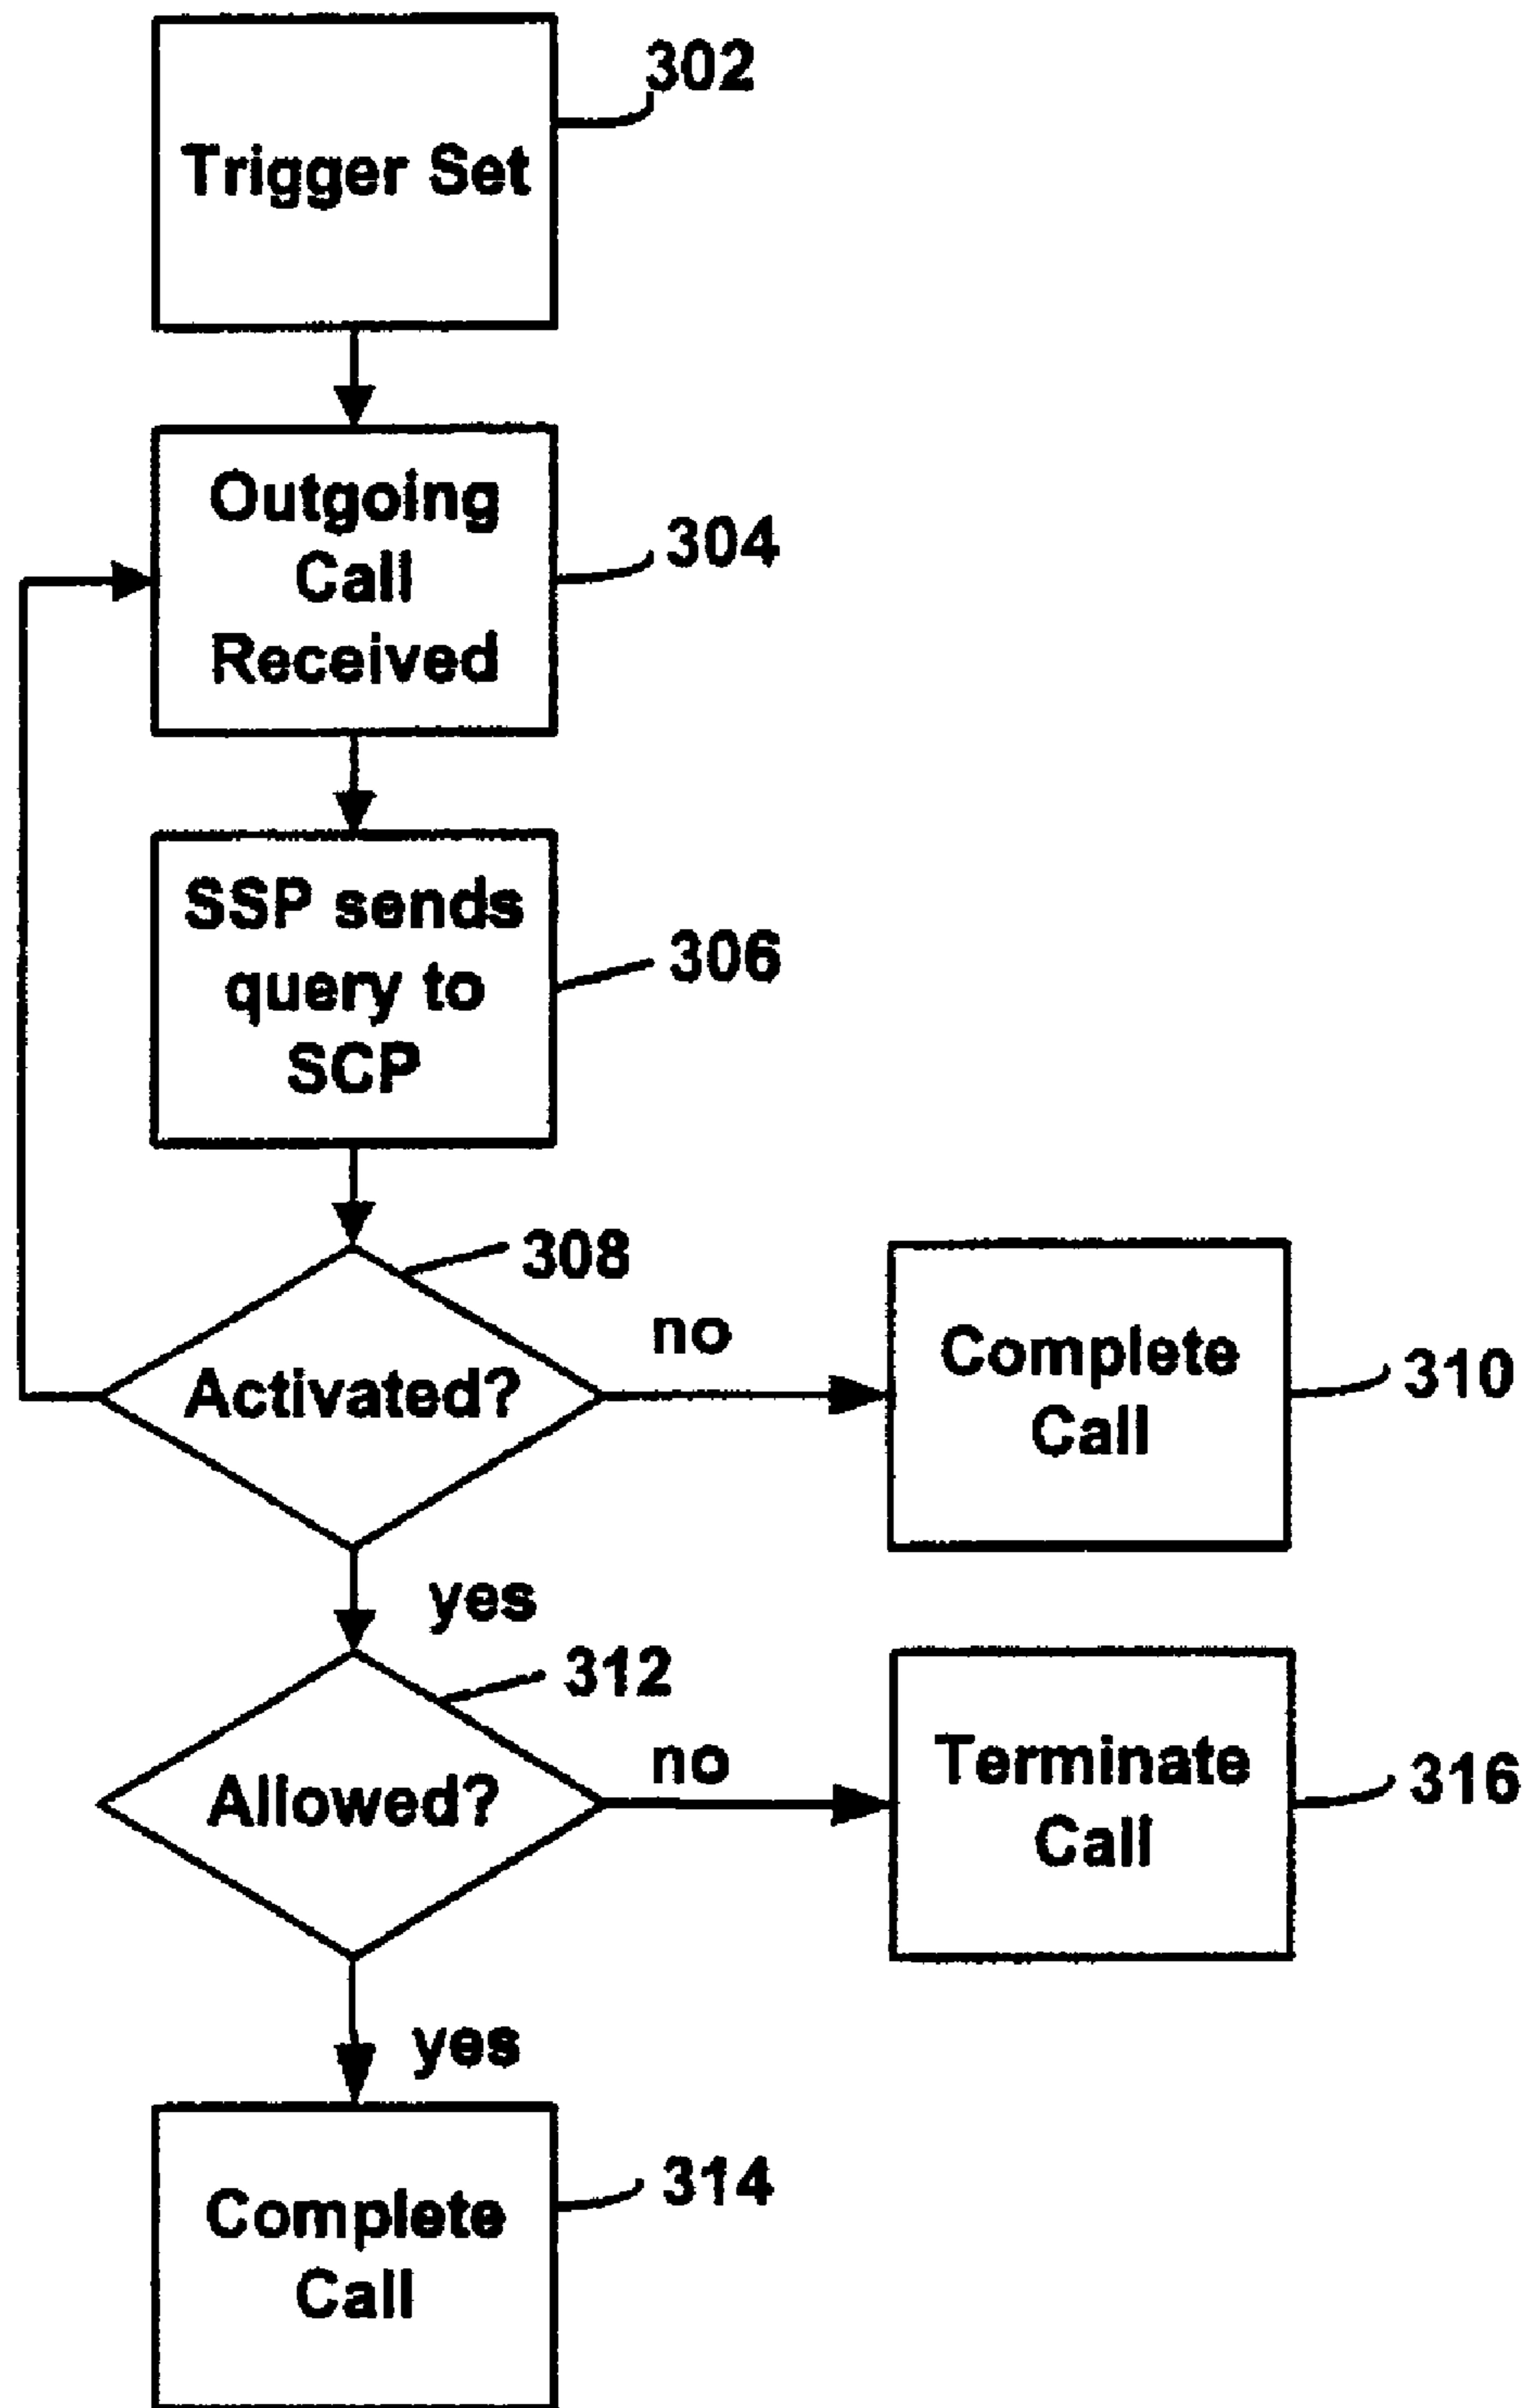 302
Trigger Set
Outgoing
Call
Received
304
SSP sends
query to
SCP
306
308
Activated?
no
Complete
Call
310
yes
312
Allowed?
no
Terminate
Call
316
yes
Complete
Call
314